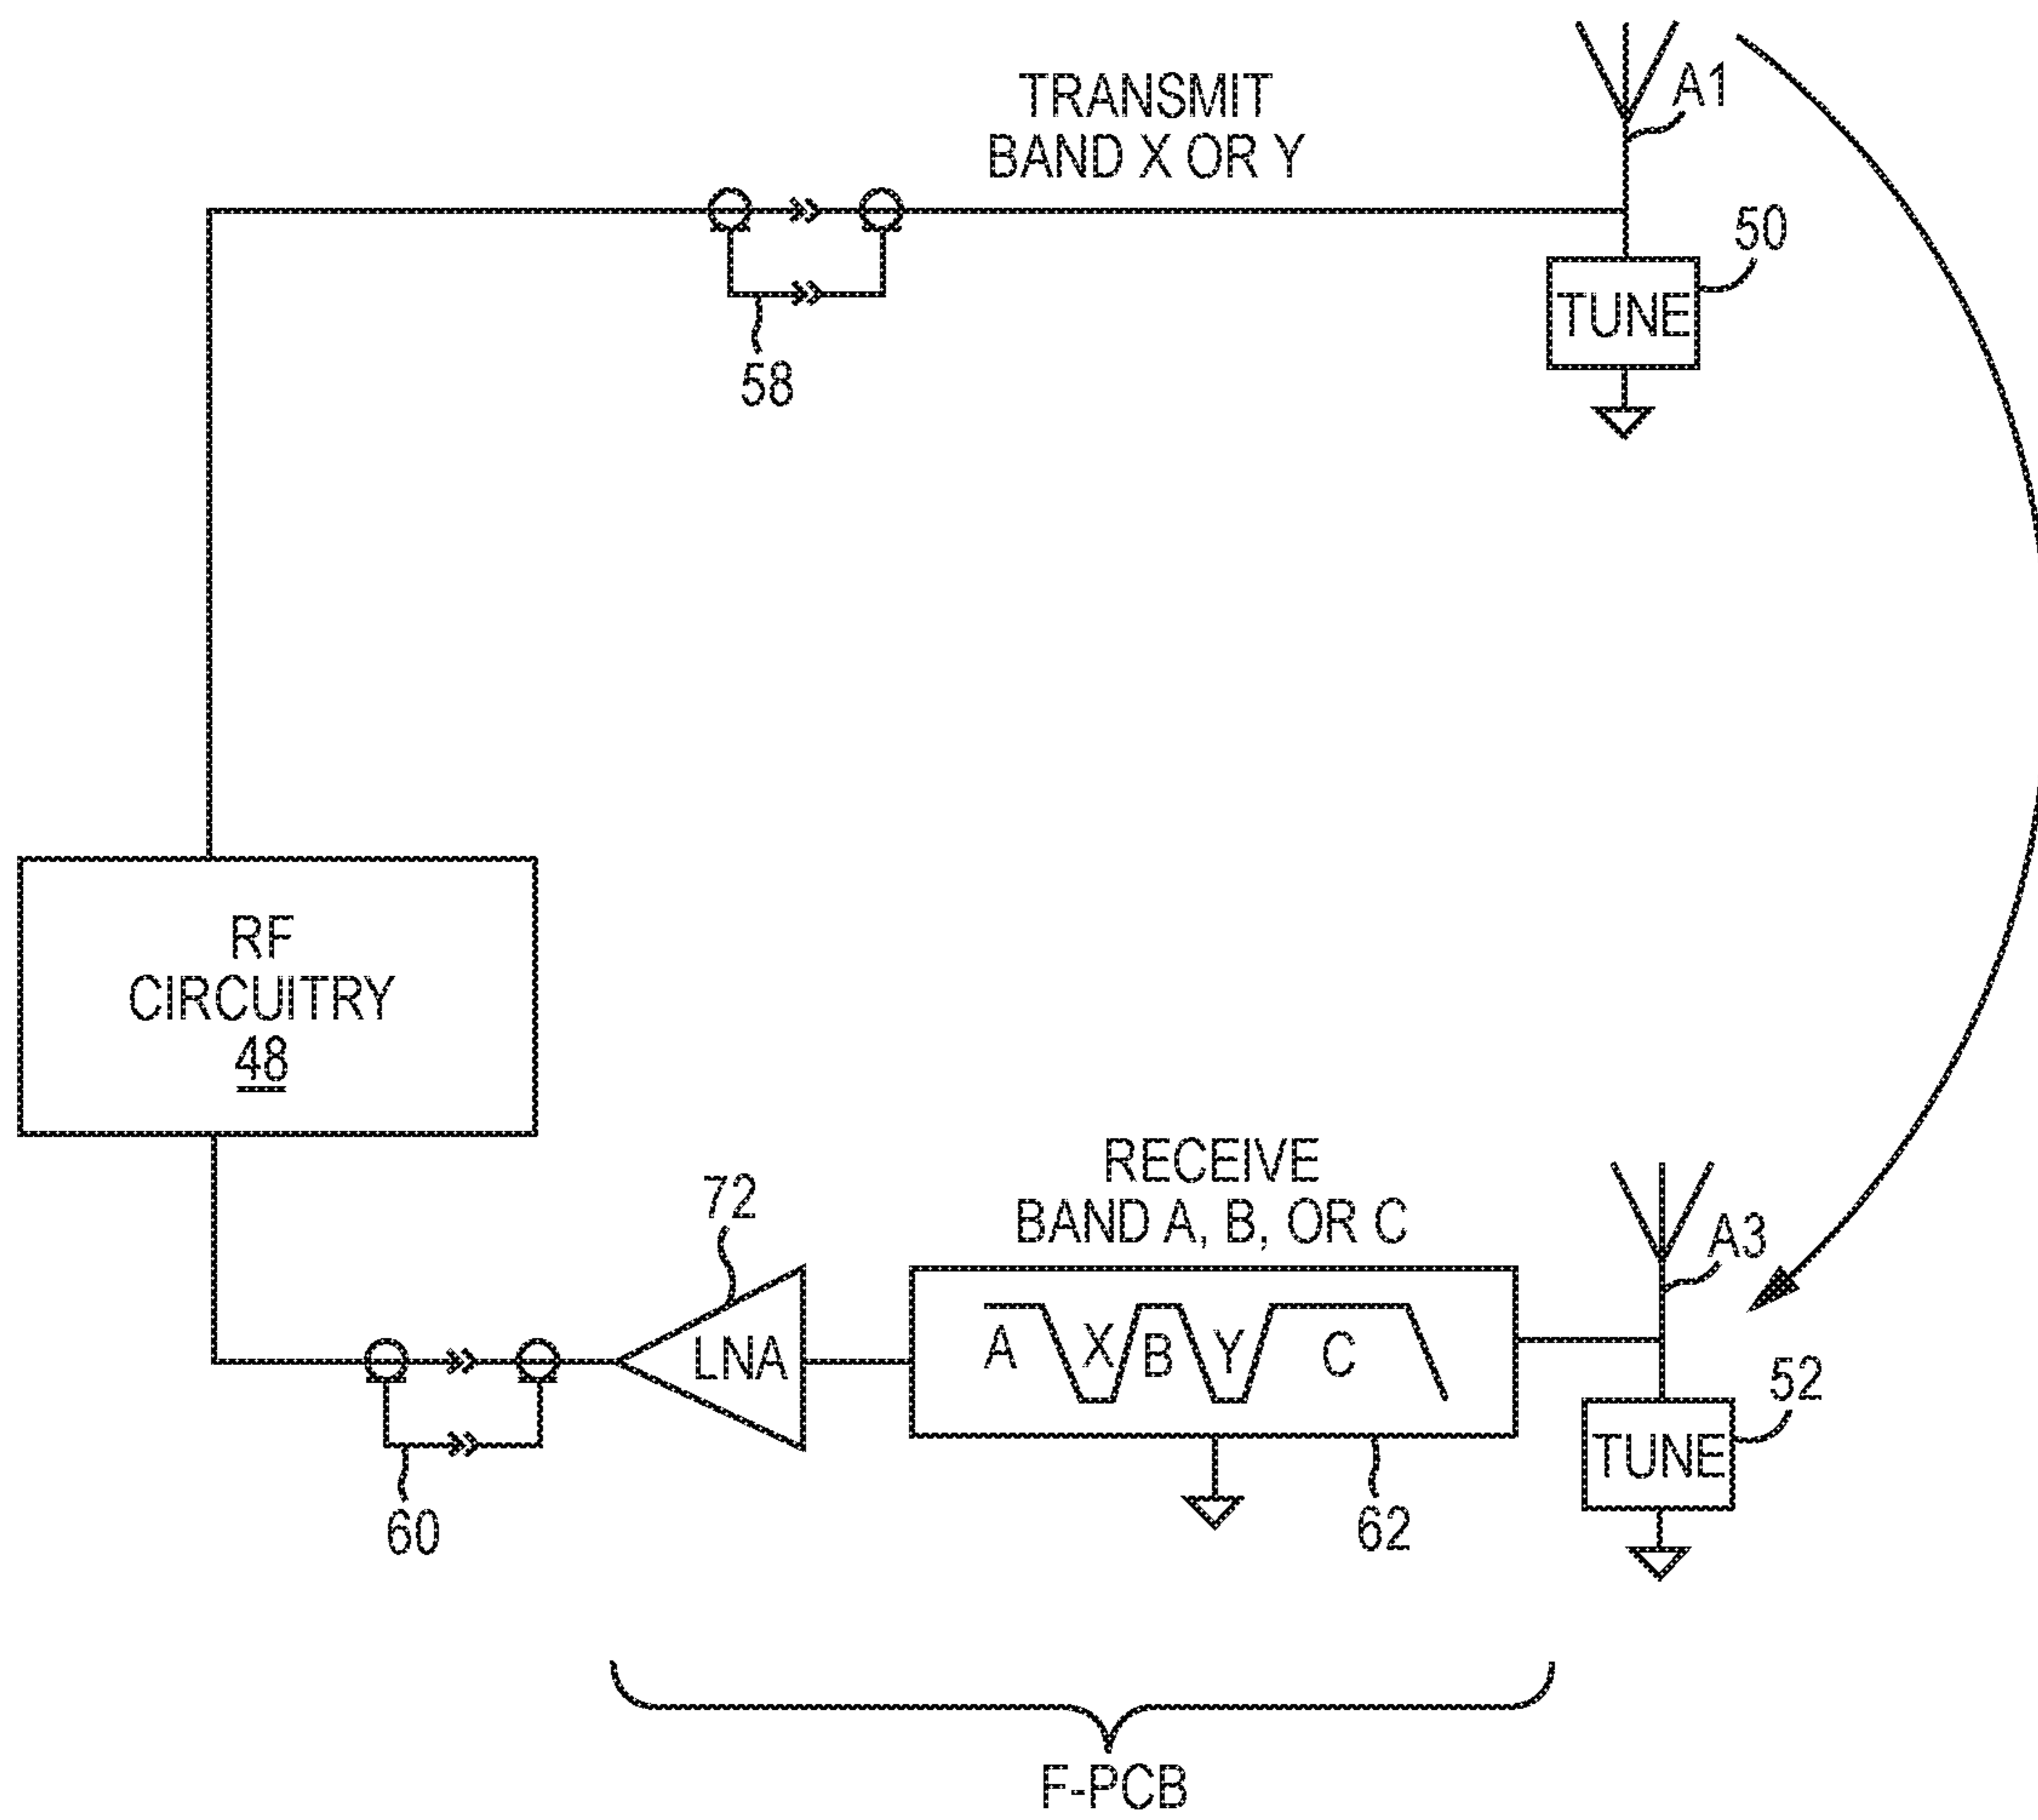 TRANSMIT
BAND X OR Y
A1
50
TUNE
58
RF
CIRCUITRY
48
RECEIVE
BAND A, B, OR C
72
A3
LNA
A X B Y C
52
TUNE
60
62
F-PCB